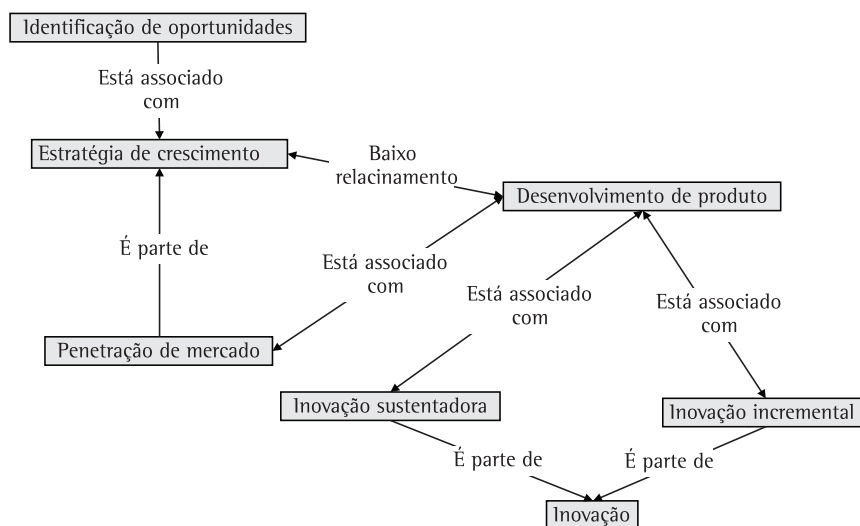 Identificação de oportunidades
Está associado
com
Estratégia de crescimento
Baixo
relacinamento
Desenvolvimento de produto
É parte de
Está associado
com
Está associado
com
Está associado
com
Penetração de mercado
Inovação sustentadora
Inovação incremental
É parte de
É parte de
Inovação